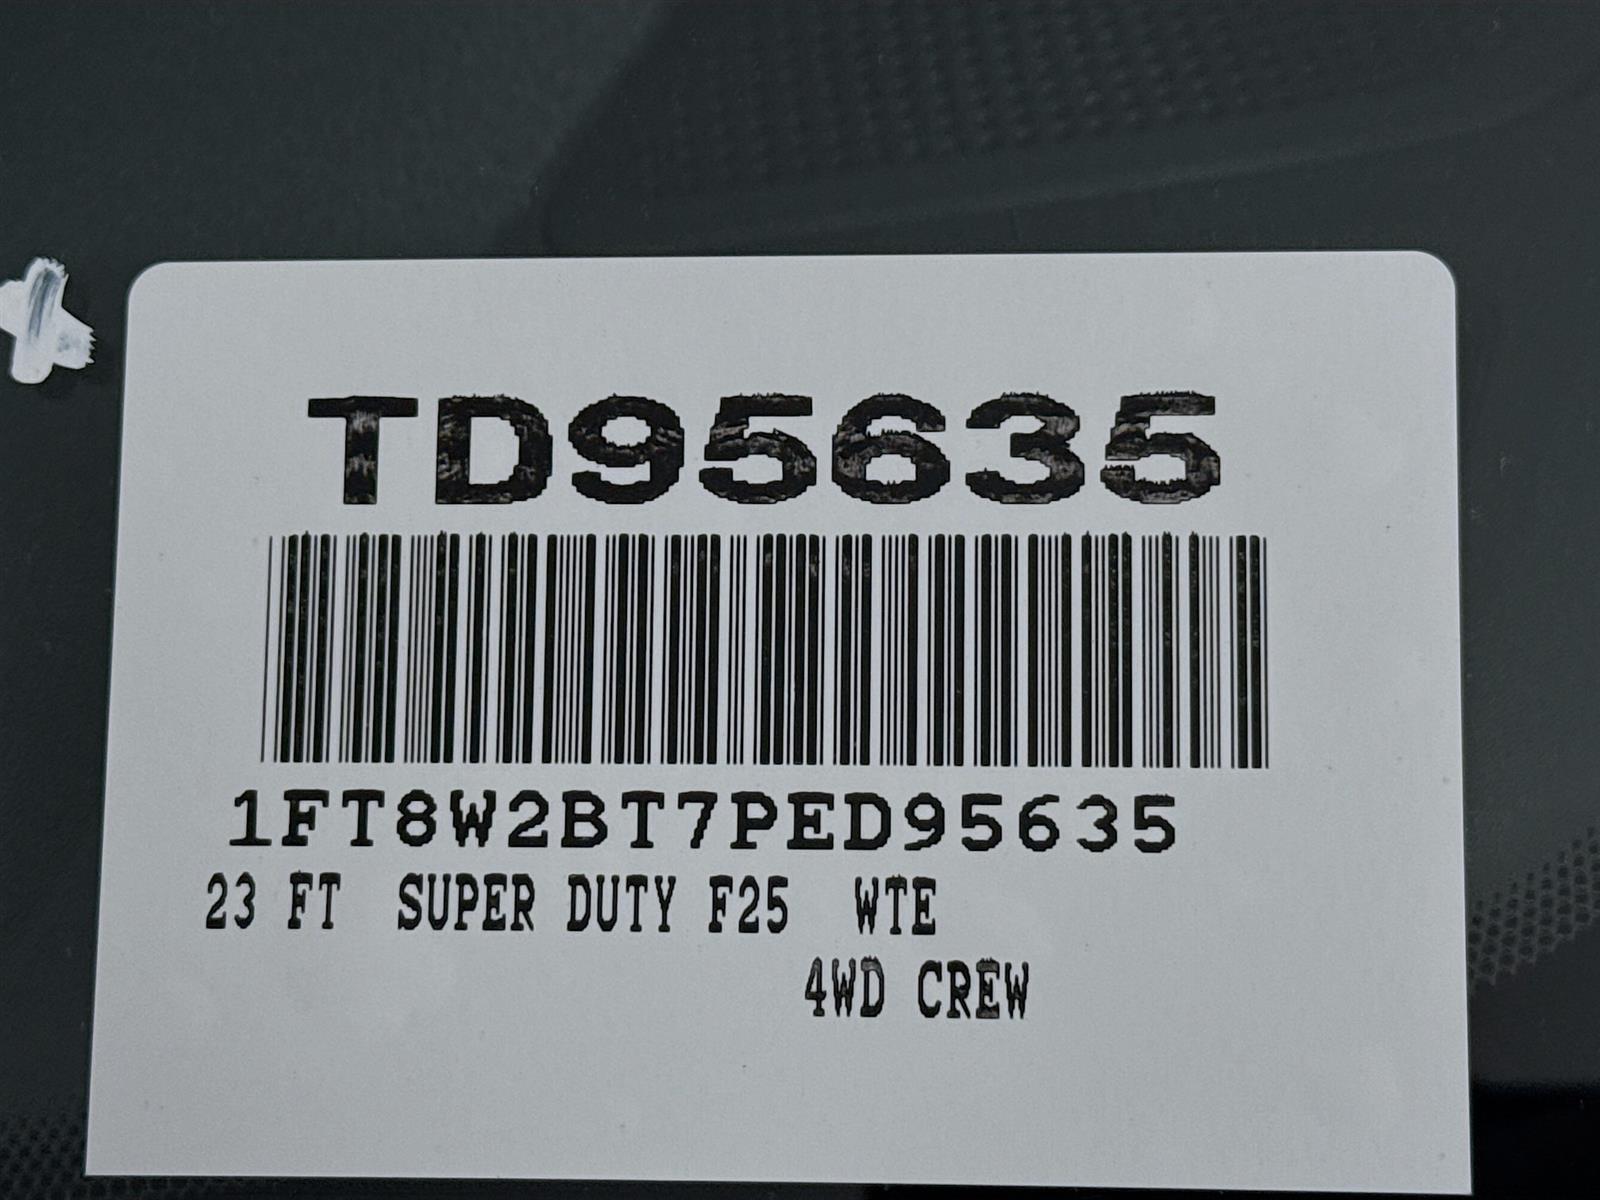 TD95635
1FT8W2BT7PED95635
23 FT SUPER DUTY F25 WTE
4WD CREW